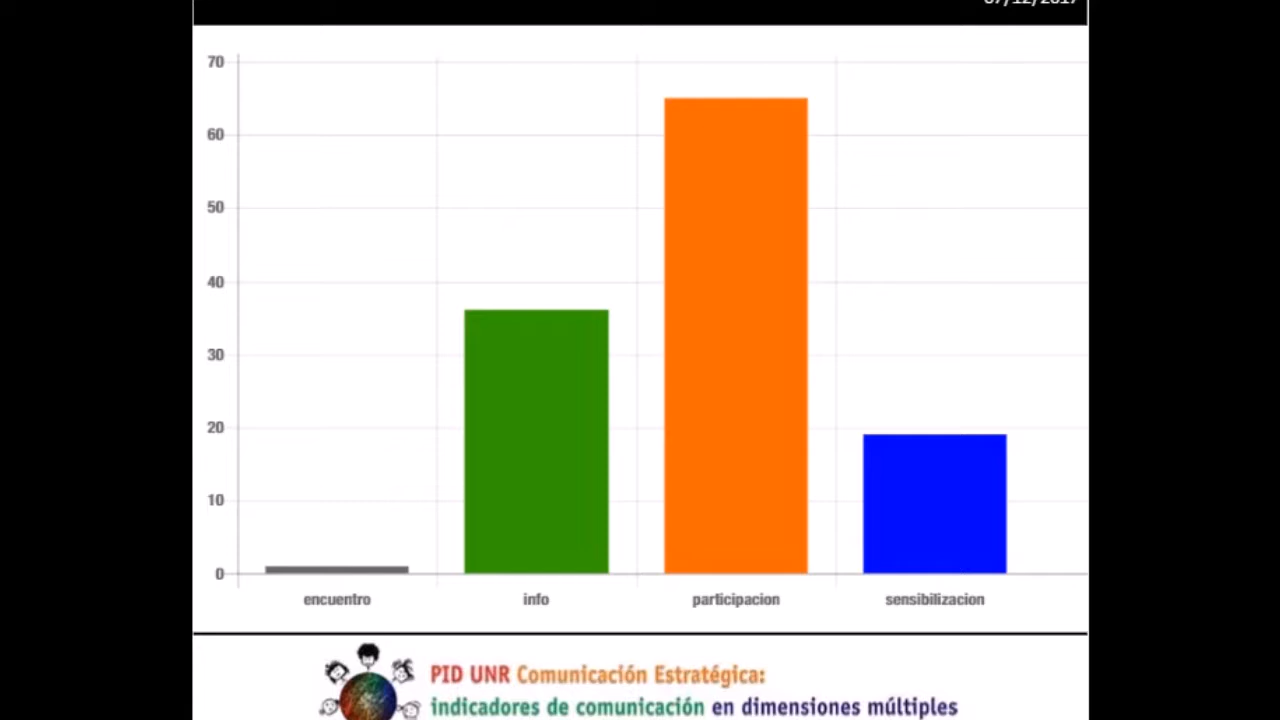 70
60
50
40
30
20
10
0
encuentro info participacion sensibilizacion
PID UNR Comunicación Estratégica:
indicadores de comunicación en dimensiones múltiples